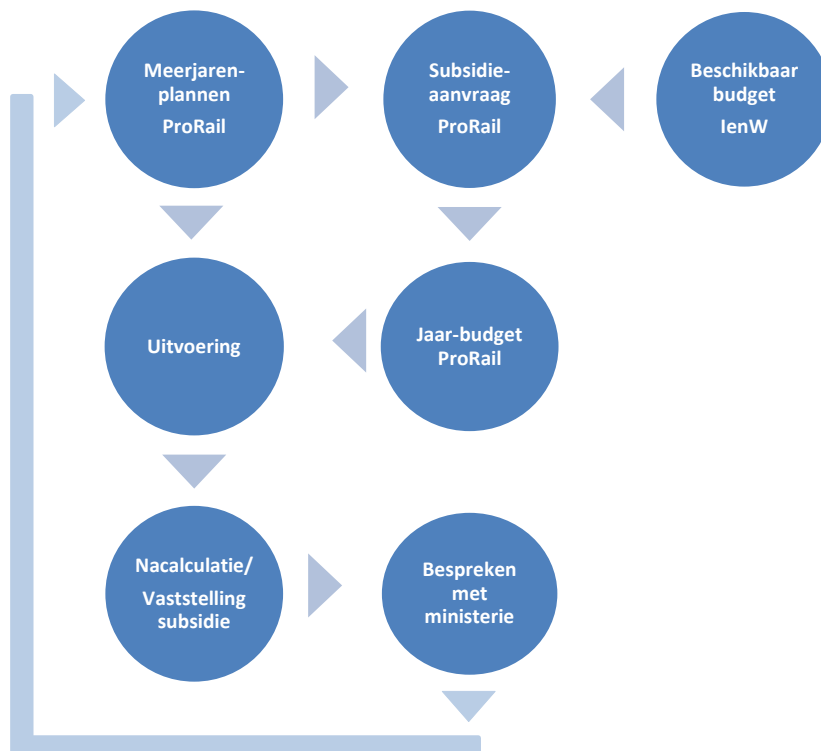 Meerjaren-
plannen
ProRail
Subsidie-
aanvraag
ProRail
Beschikbaar
budget
IenW
Uitvoering
Jaar-budget
ProRail
Nacalculatie/
Vaststelling
subsidie
Bespreken
met
ministerie